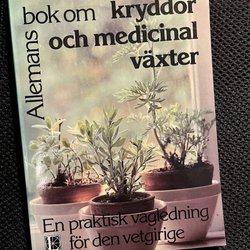 Allemans
bok om kryddor
och medicinal
växter
En praktisk vägledning
för den vetgirige